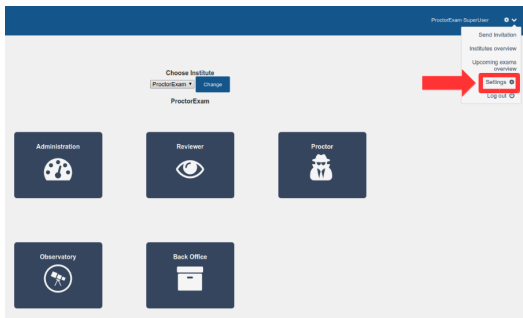 ProctorExam SuperUser
Send Invitation
Institutes overview
Upcoming exams
overview
Settings
Log out
Choose Institute
ProctorExam
Change
ProctorExam
Administration
Reviewer
Proctor
Observatory
Back Office